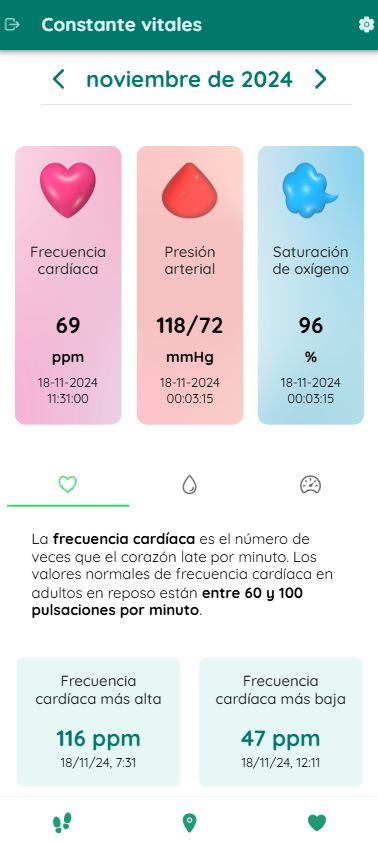 Constante vitales
noviembre de 2024
Frecuencia
cardíaca
69
ppm
18-11-2024
11:31:00
Presión
arterial
118/72
mmHg
18-11-2024
00:03:15
Saturación
de oxígeno
96
%
18-11-2024
00:03:15
La frecuencia cardíaca es el número de
veces que el corazón late por minuto. Los
valores normales de frecuencia cardíaca en
adultos en reposo están entre 60 y 100
pulsaciones por minuto.
Frecuencia
cardíaca más alta
116 ppm
18/11/24, 7:31
Frecuencia
cardíaca más baja
47 ppm
18/11/24, 12:11